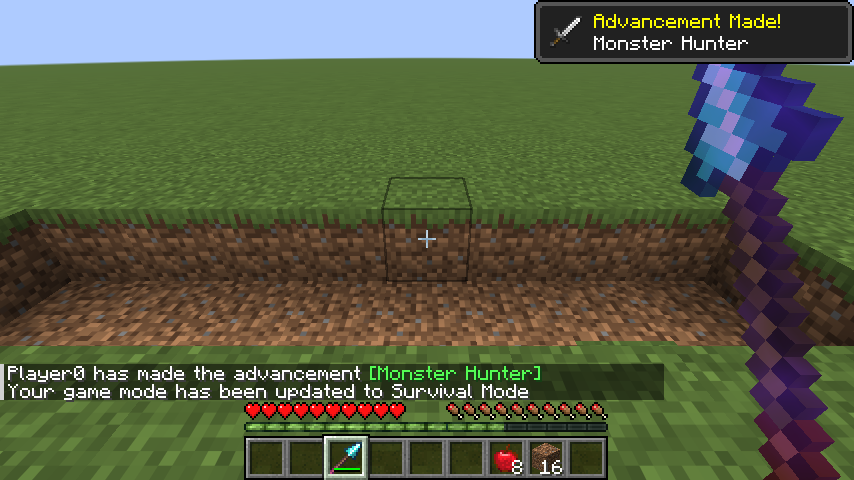 Advancement Made!
Monster Hunter
Player0 has made the advancement [Monster Hunter]
Your game mode has been updated to Survival Mode
8
16